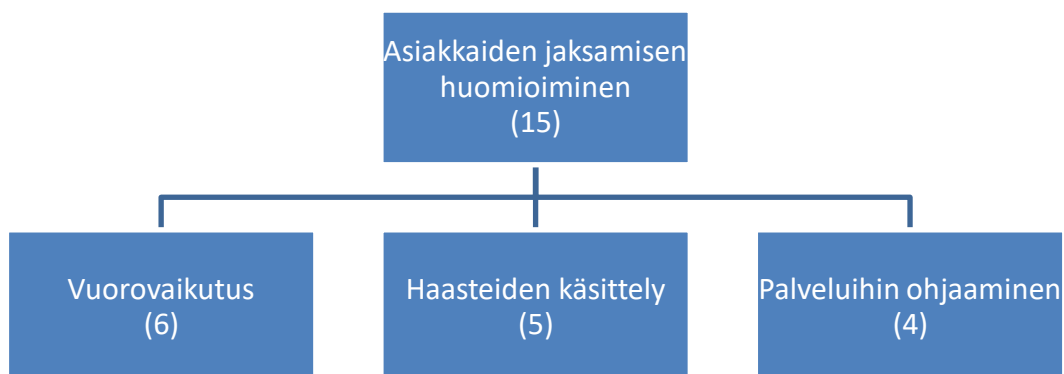 Asiakkaiden jaksamisen
huomioiminen
(15)
Vuorovaikutus
(6)
Haasteiden käsittely
(5)
Palveluihin ohjaaminen
(4)